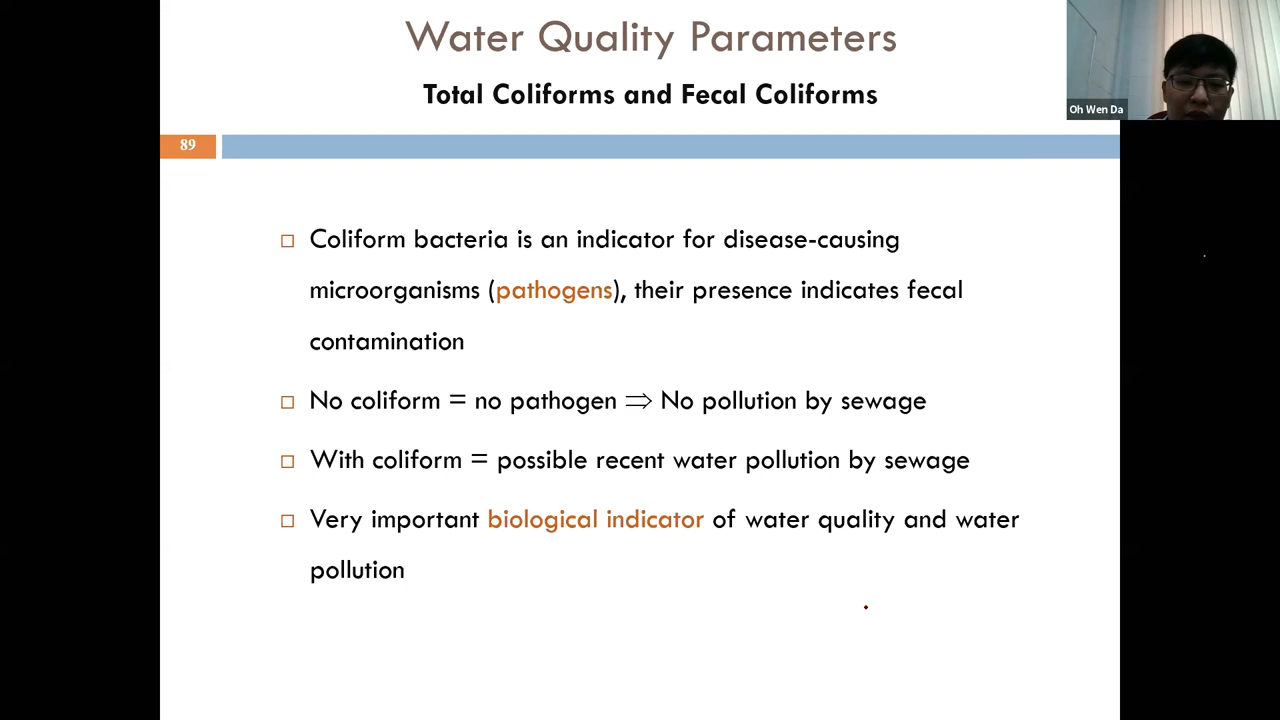 Water Quality Parameters
Total Coliforms and Fecal Coliforms
Oh Wen Da
89
□ Coliform bacteria is an indicator for disease-causing
microorganisms (pathogens), their presence indicates fecal
contamination
□ No coliform = no pathogen ⇒ No pollution by sewage
□ With coliform = possible recent water pollution by sewage
□ Very important biological indicator of water quality and water
pollution